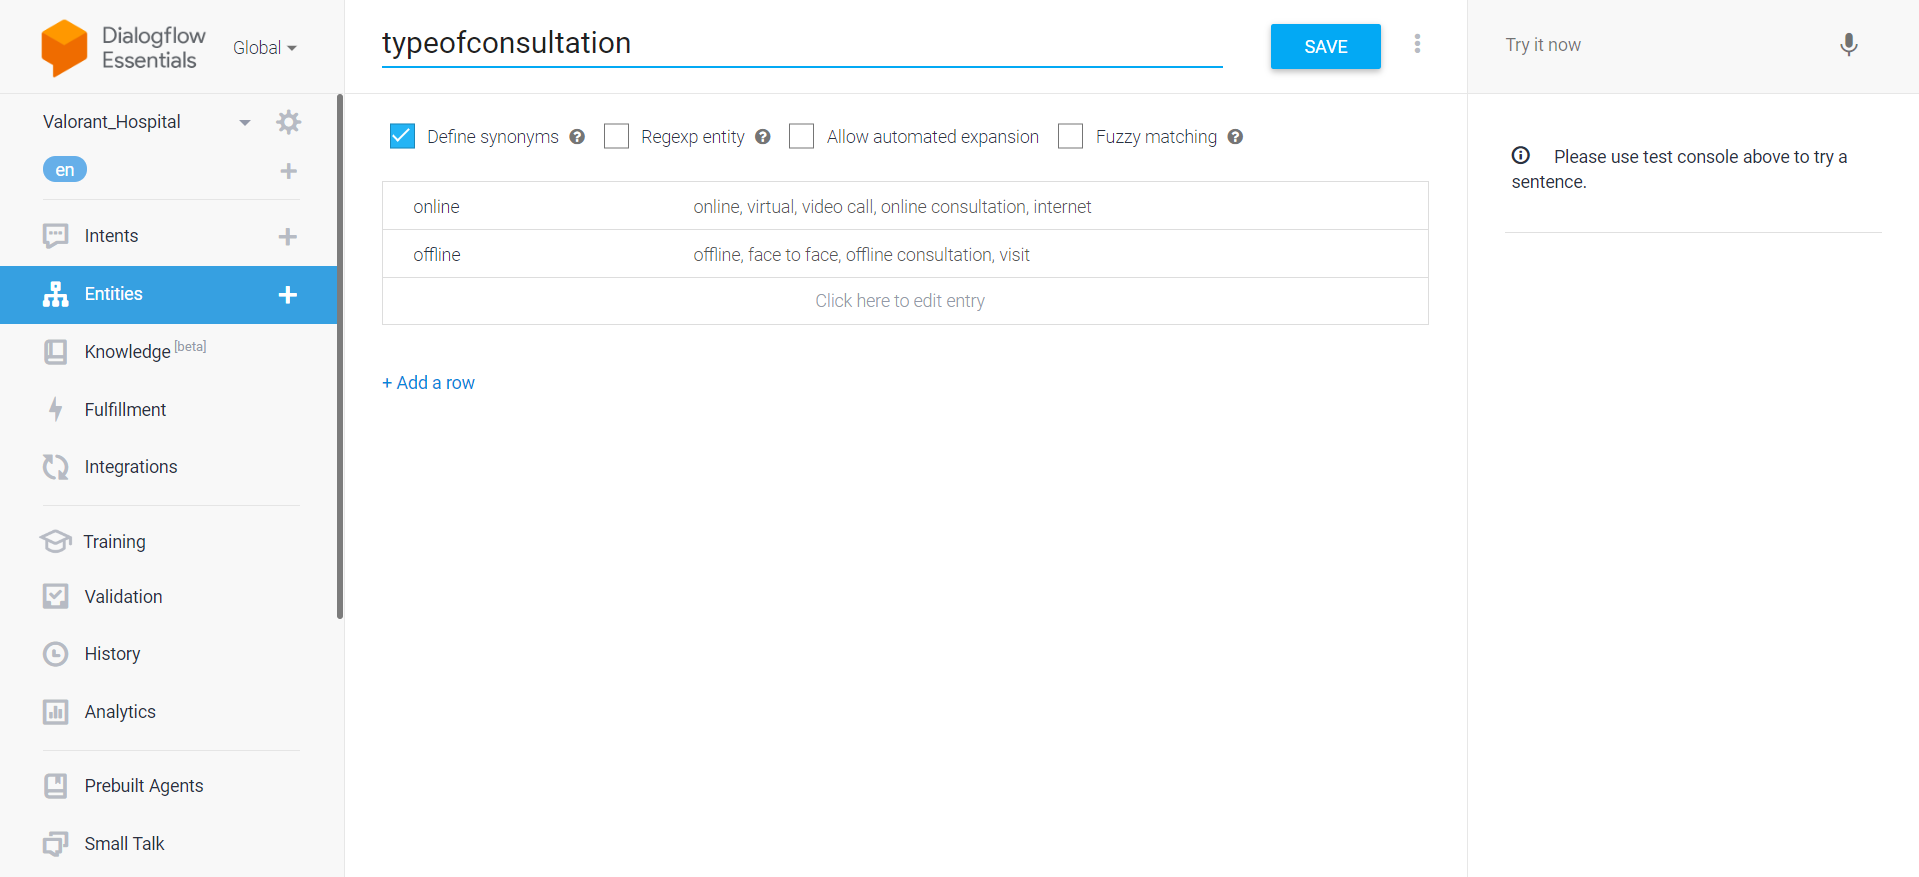 Dialogflow
Essentials
Global
Valorant_Hospital
en
Intents
Entities
Knowledge [beta]
Fulfillment
Integrations
Training
Validation
History
Analytics
Prebuilt Agents
Small Talk
typeofconsultation
SAVE
Define synonyms
Regexp entity
Allow automated expansion
Fuzzy matching
online
online, virtual, video call, online consultation, internet
offline
offline, face to face, offline consultation, visit
Click here to edit entry
+ Add a row
Try it now
Please use test console above to try a
sentence.